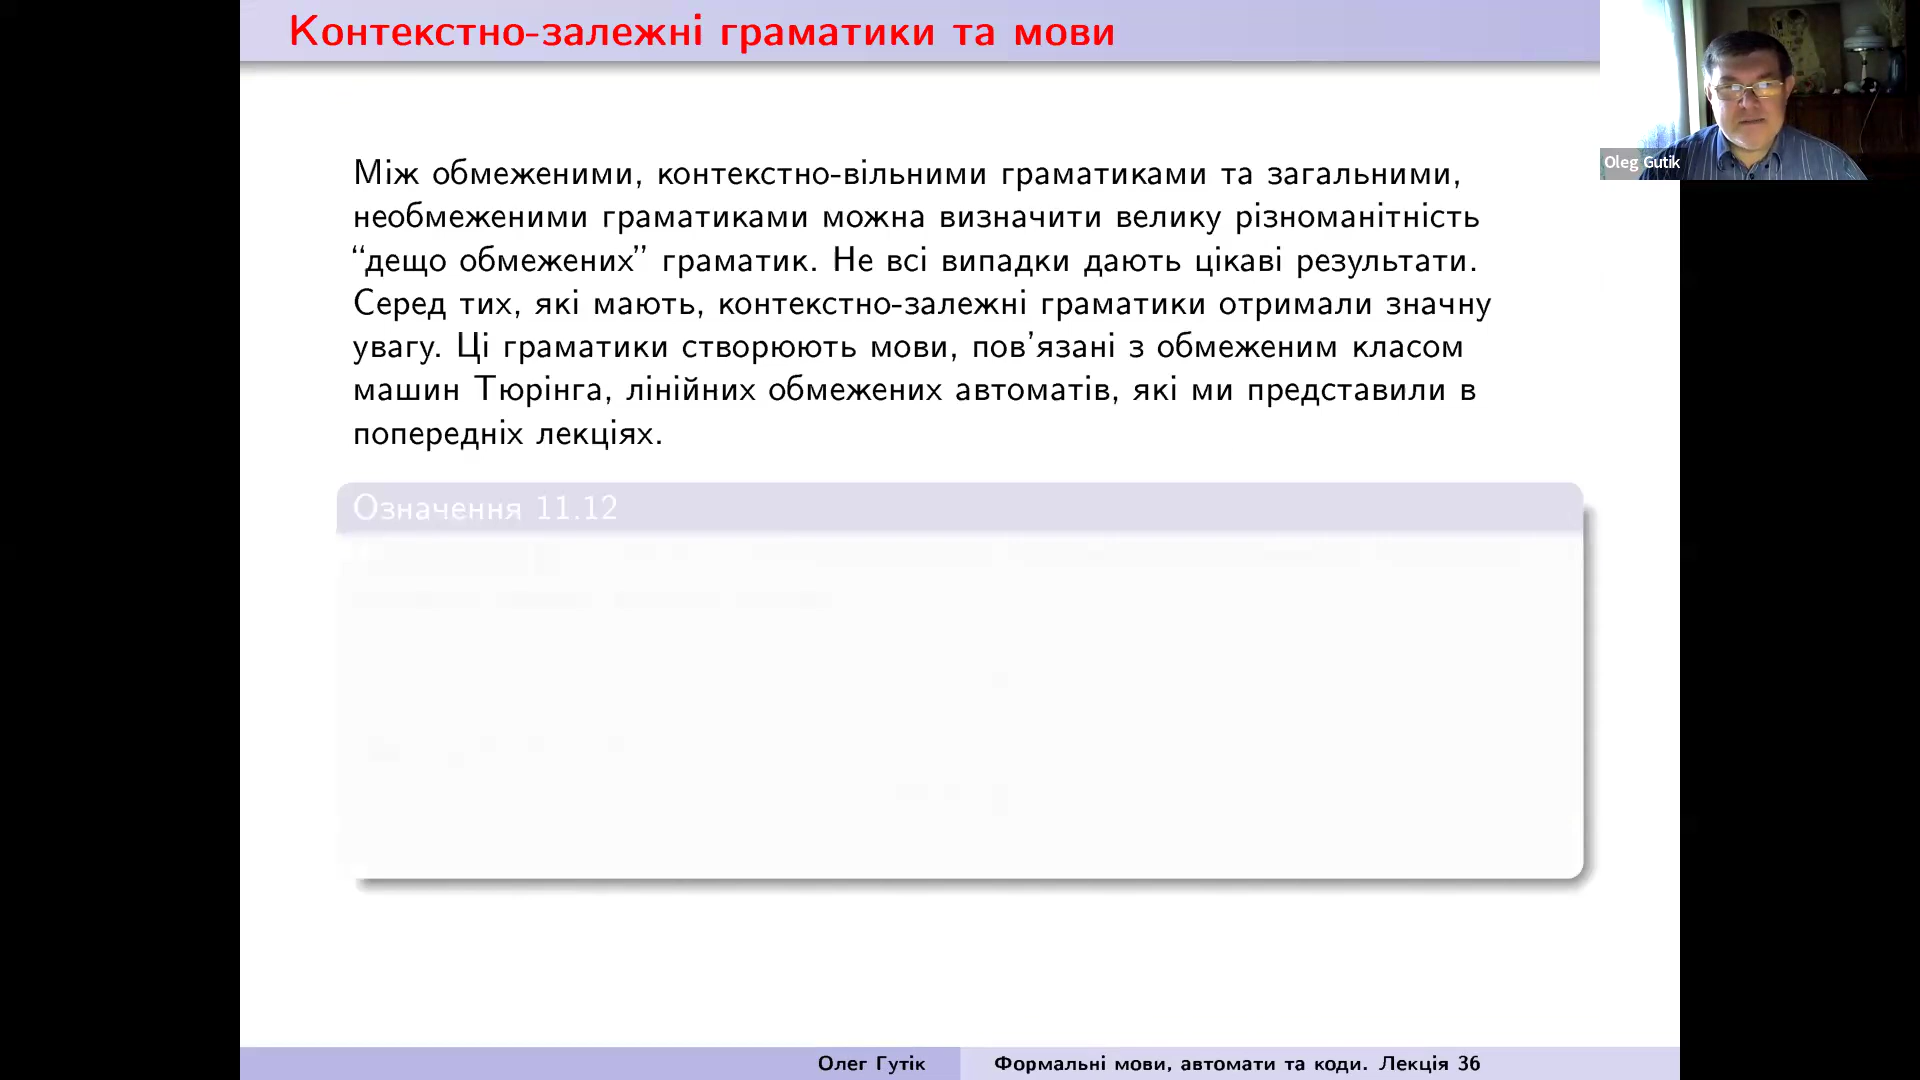 Контекстно-залежні граматики та мови
Oleg Gutik
Між обмеженими, контекстно-вільними граматиками та загальними,
необмеженими граматиками можна визначити велику різноманітність
“дещо обмежених” граматик. Не всі випадки дають цікаві результати.
Серед тих, які мають, контекстно-залежні граматики отримали значну
увагу. Ці граматики створюють мови, пов’язані з обмеженим класом
машин Тюрінга, лінійних обмежених автоматів, які ми представили в
попередніх лекціях.
Означення 11.12
Олег Гутік
Формальні мови, автомати та коди. Лекція 36